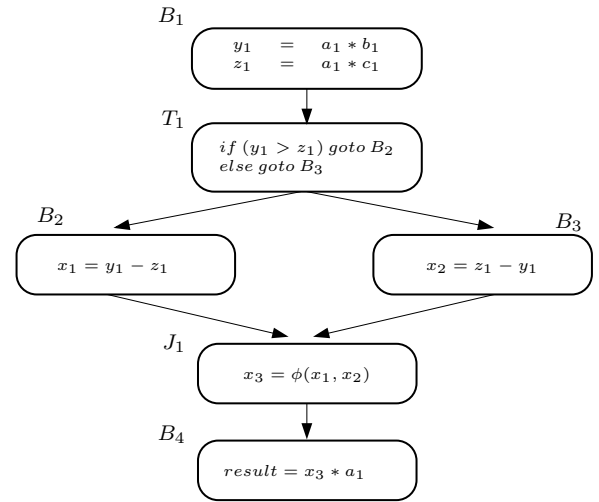 B₁
y₁ = a₁ * b₁
z₁ = a₁ * c₁
T₁
if (y₁ > z₁) goto B₂
else goto B₃
B₂
B₃
x₁ = y₁ − z₁
x₂ = z₁ − y₁
J₁
x₃ = ϕ(x₁, x₂)
B₄
result = x₃ * a₁